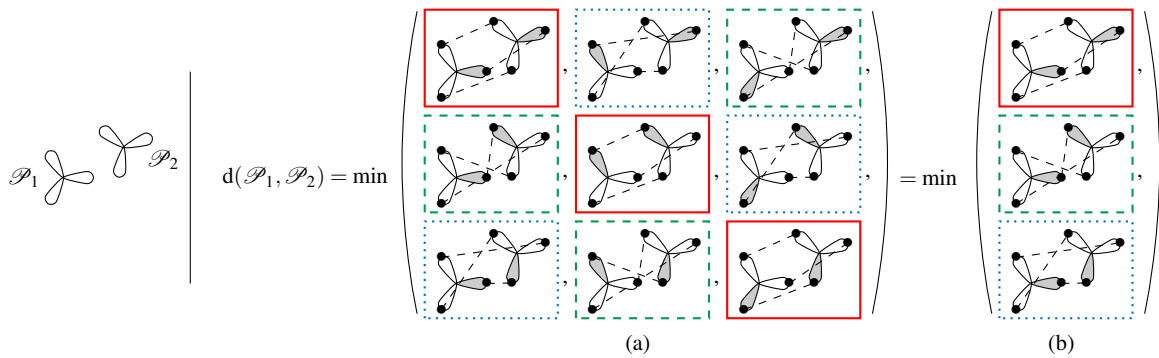 𝒫₁ 𝒫₂ d(𝒫₁, 𝒫₂) = min ( , , , , , , , , ) = min ( , , )
(a) (b)